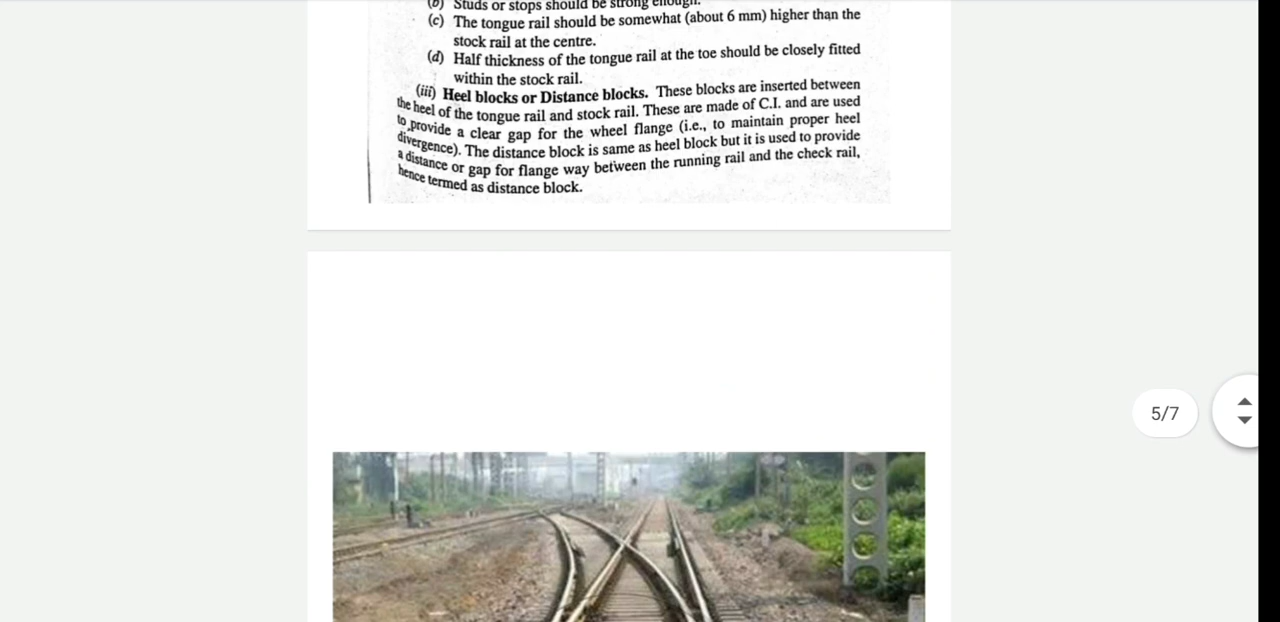 (b) Studs or stops should be strong enough.
(c) The tongue rail should be somewhat (about 6 mm) higher than the
stock rail at the centre.
(d) Half thickness of the tongue rail at the toe should be closely fitted
within the stock rail.
(iii) Heel blocks or Distance blocks. These blocks are inserted between
the heel of the tongue rail and stock rail. These are made of C.I. and are used
to provide a clear gap for the wheel flange (i.e., to maintain proper heel
divergence). The distance block is same as heel block but it is used to provide
a distance or gap for flange way between the running rail and the check rail,
hence termed as distance block.
5/7